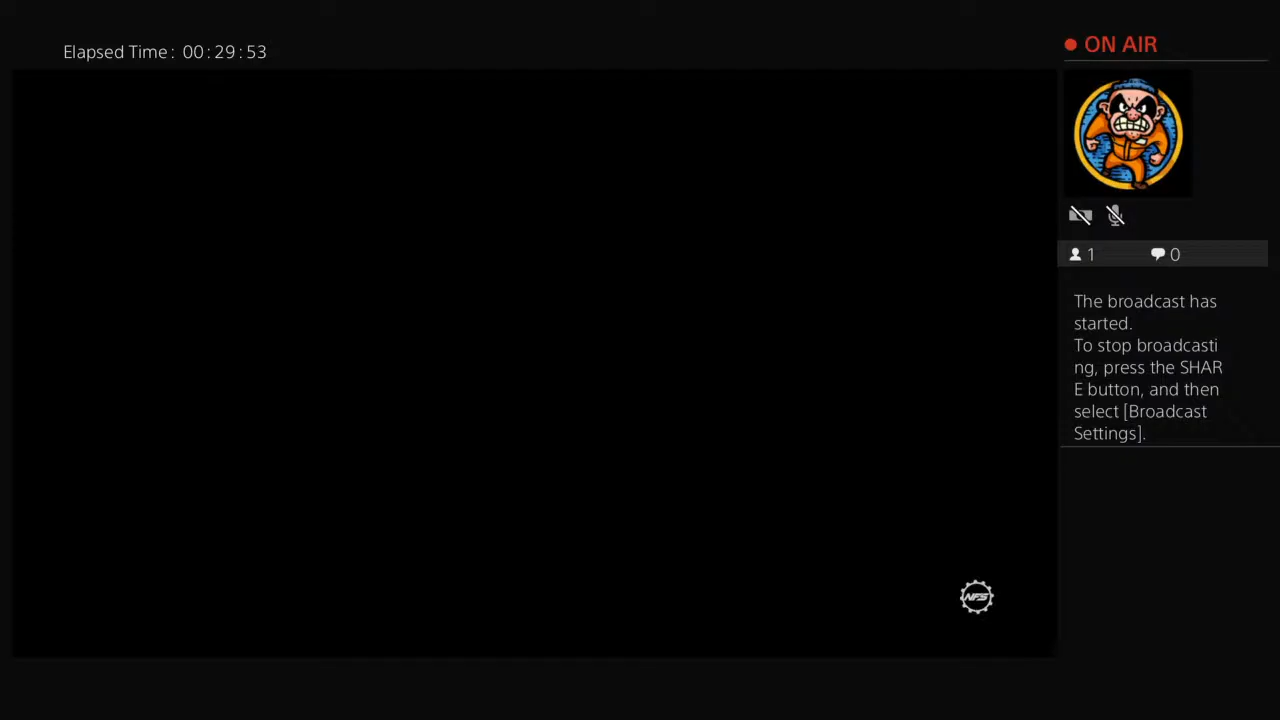 Elapsed Time: 00:29:53
ON AIR
1
0
The broadcast has
started.
To stop broadcasti
ng, press the SHAR
E button, and then
select [Broadcast
Settings].
NFS